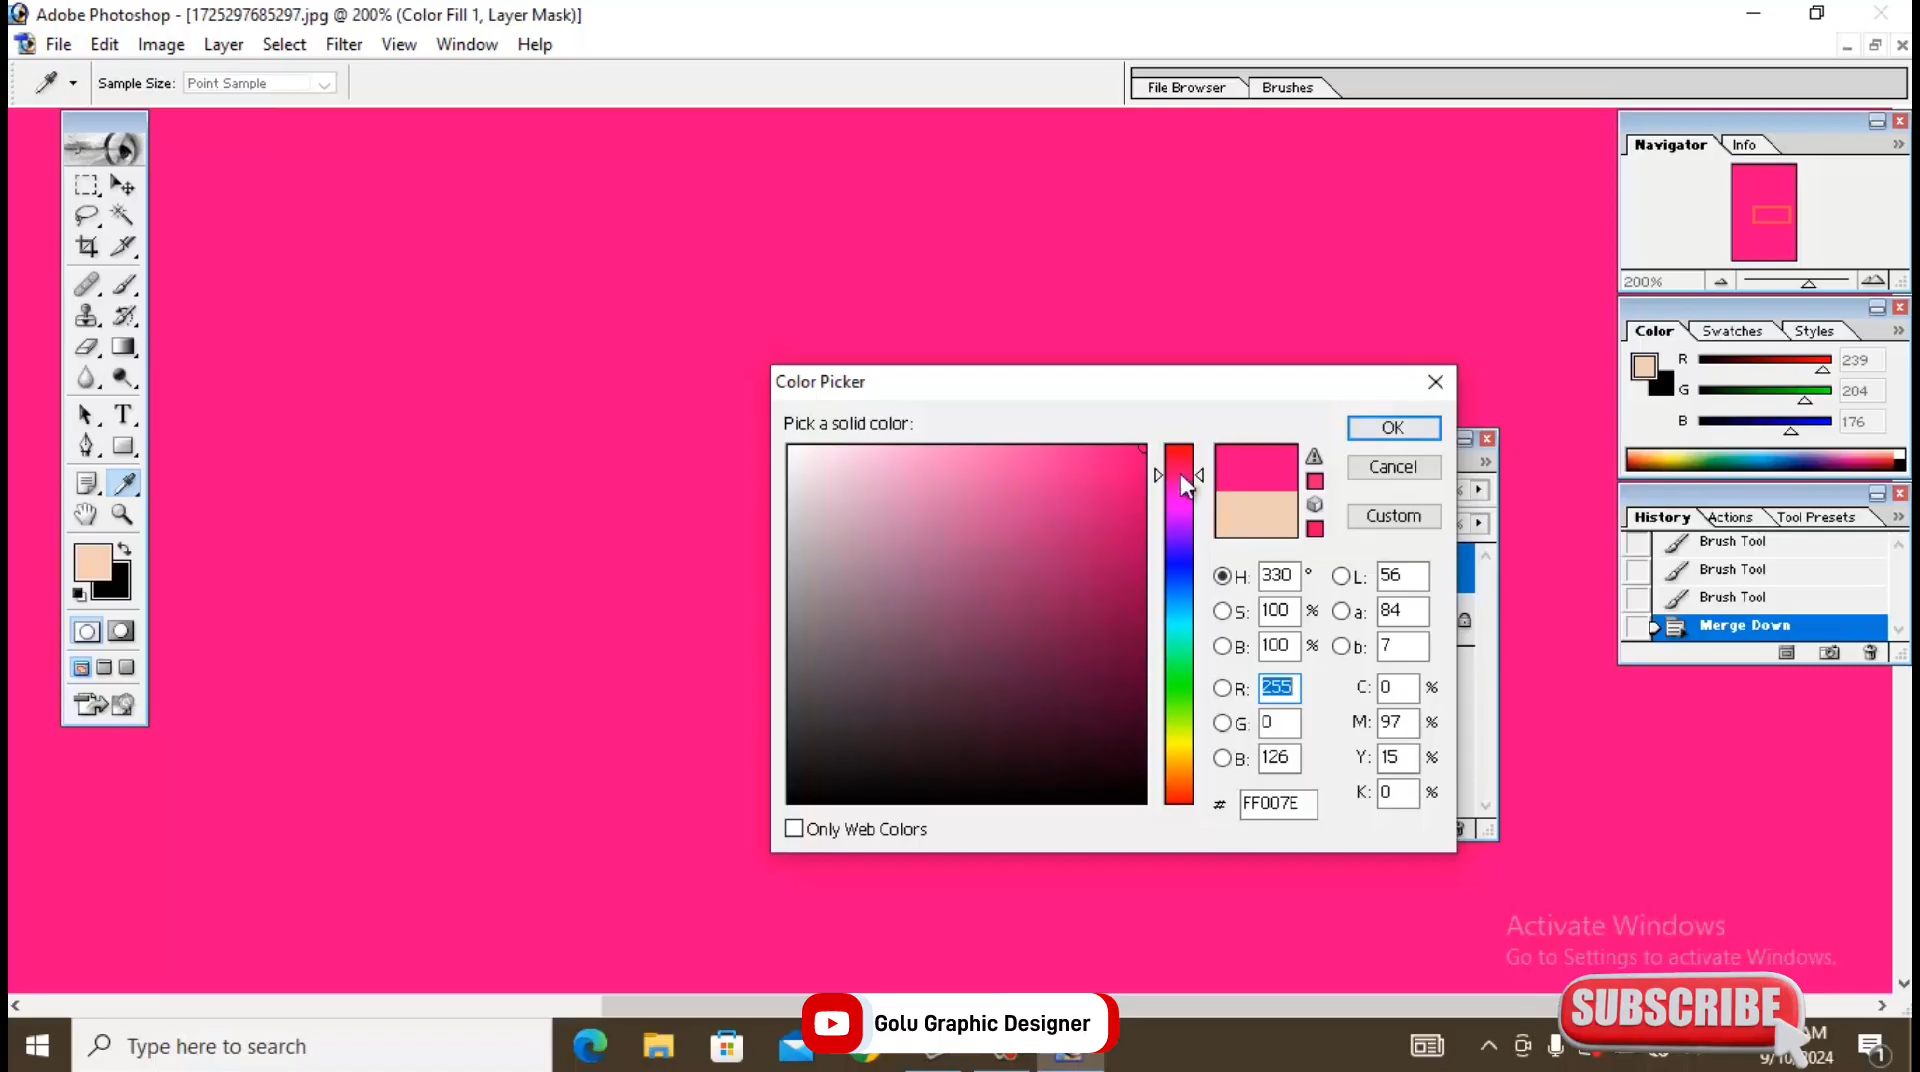 Adobe Photoshop - [1725297685297.jpg @ 200% (Color Fill 1, Layer Mask)]
File Edit Image Layer Select Filter View Window Help
Sample Size: Point Sample
File Browser Brushes
Navigator Info
200%
Color Swatches Styles
R 239
G 204
B 176
History Actions Tool Presets
Brush Tool
Brush Tool
Brush Tool
Merge Down
Color Picker
Pick a solid color:
OK
Cancel
Custom
H: 330 ° L: 56
S: 100 % a: 84
B: 100 % b: 7
R: 255 C: 0 %
G: 0 M: 97 %
B: 126 Y: 15 %
# FF007E K: 0 %
Only Web Colors
Activate Windows
Go to Settings to activate Windows.
SUBSCRIBE
Golu Graphic Designer
Type here to search
AM
1